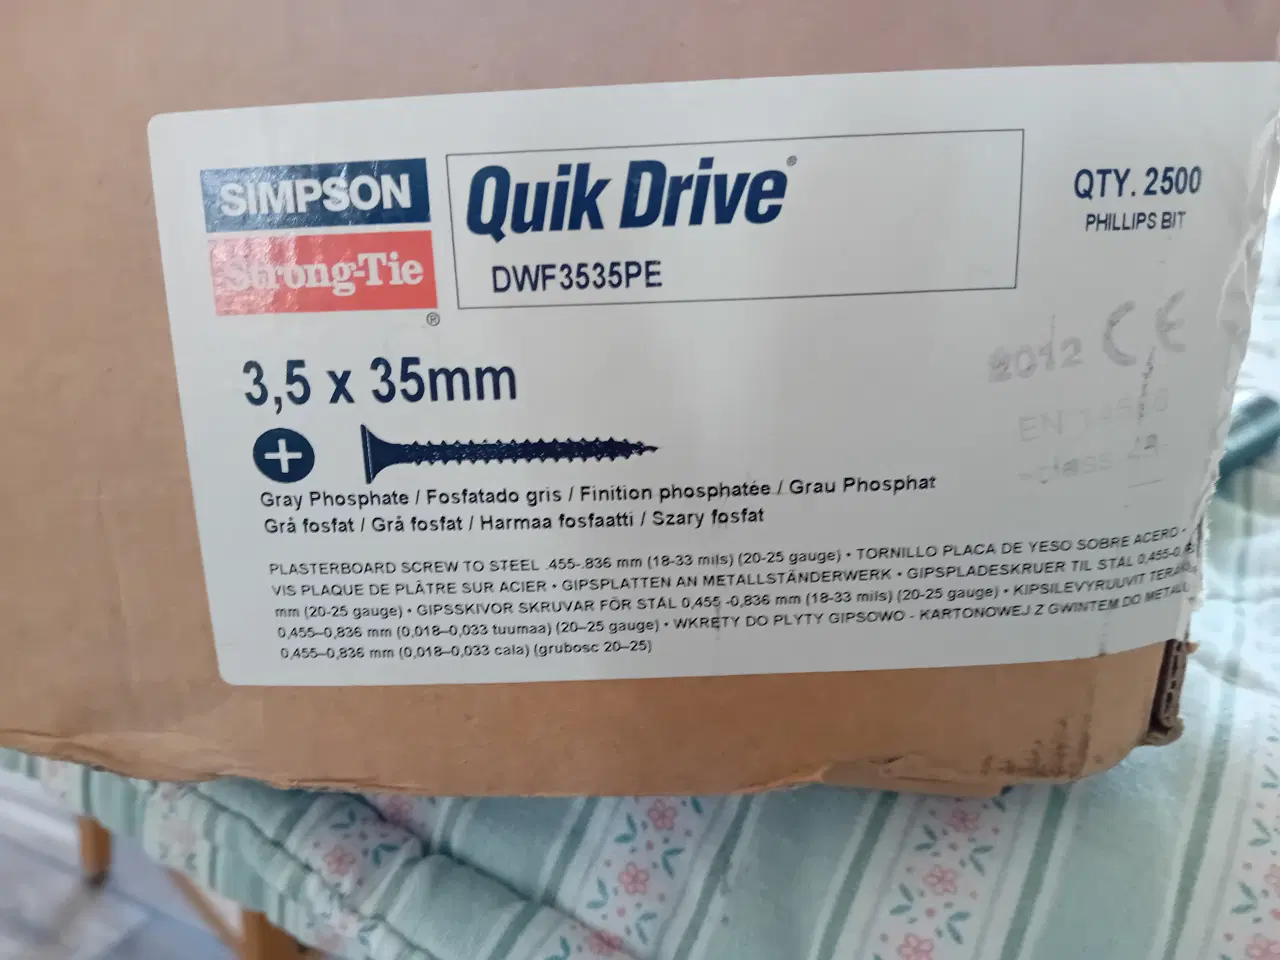 SIMPSON
Strong-Tie
®
Quik Drive®
DWF3535PE
QTY. 2500
PHILLIPS BIT
3,5 x 35mm
2012 CE
EN
class
Gray Phosphate / Fosfatado gris / Finition phosphatée / Grau Phosphat
Grå fosfat / Grå fosfat / Harmaa fosfaatti / Szary fosfat
PLASTERBOARD SCREW TO STEEL .455-.836 mm (18-33 mils) (20-25 gauge) • TORNILLO PLACA DE YESO SOBRE ACERO •
VIS PLAQUE DE PLÂTRE SUR ACIER • GIPSPLATTEN AN METALLSTÄNDERWERK • GIPSPLADESKRUER TIL STÅL 0,455-0,
mm (20-25 gauge) • GIPSSKIVOR SKRUVAR FÖR STÅL 0,455 -0,836 mm (18-33 mils) (20-25 gauge) • KIPSILEVYRUUVIT
0,455–0,836 mm (0,018–0,033 tuumaa) (20–25 gauge) • WKRĘTY DO PLYTY GIPSOWO - KARTONOWEJ Z GWINTEM DO METALU
0,455–0,836 mm (0,018–0,033 cala) (grubosc 20–25)